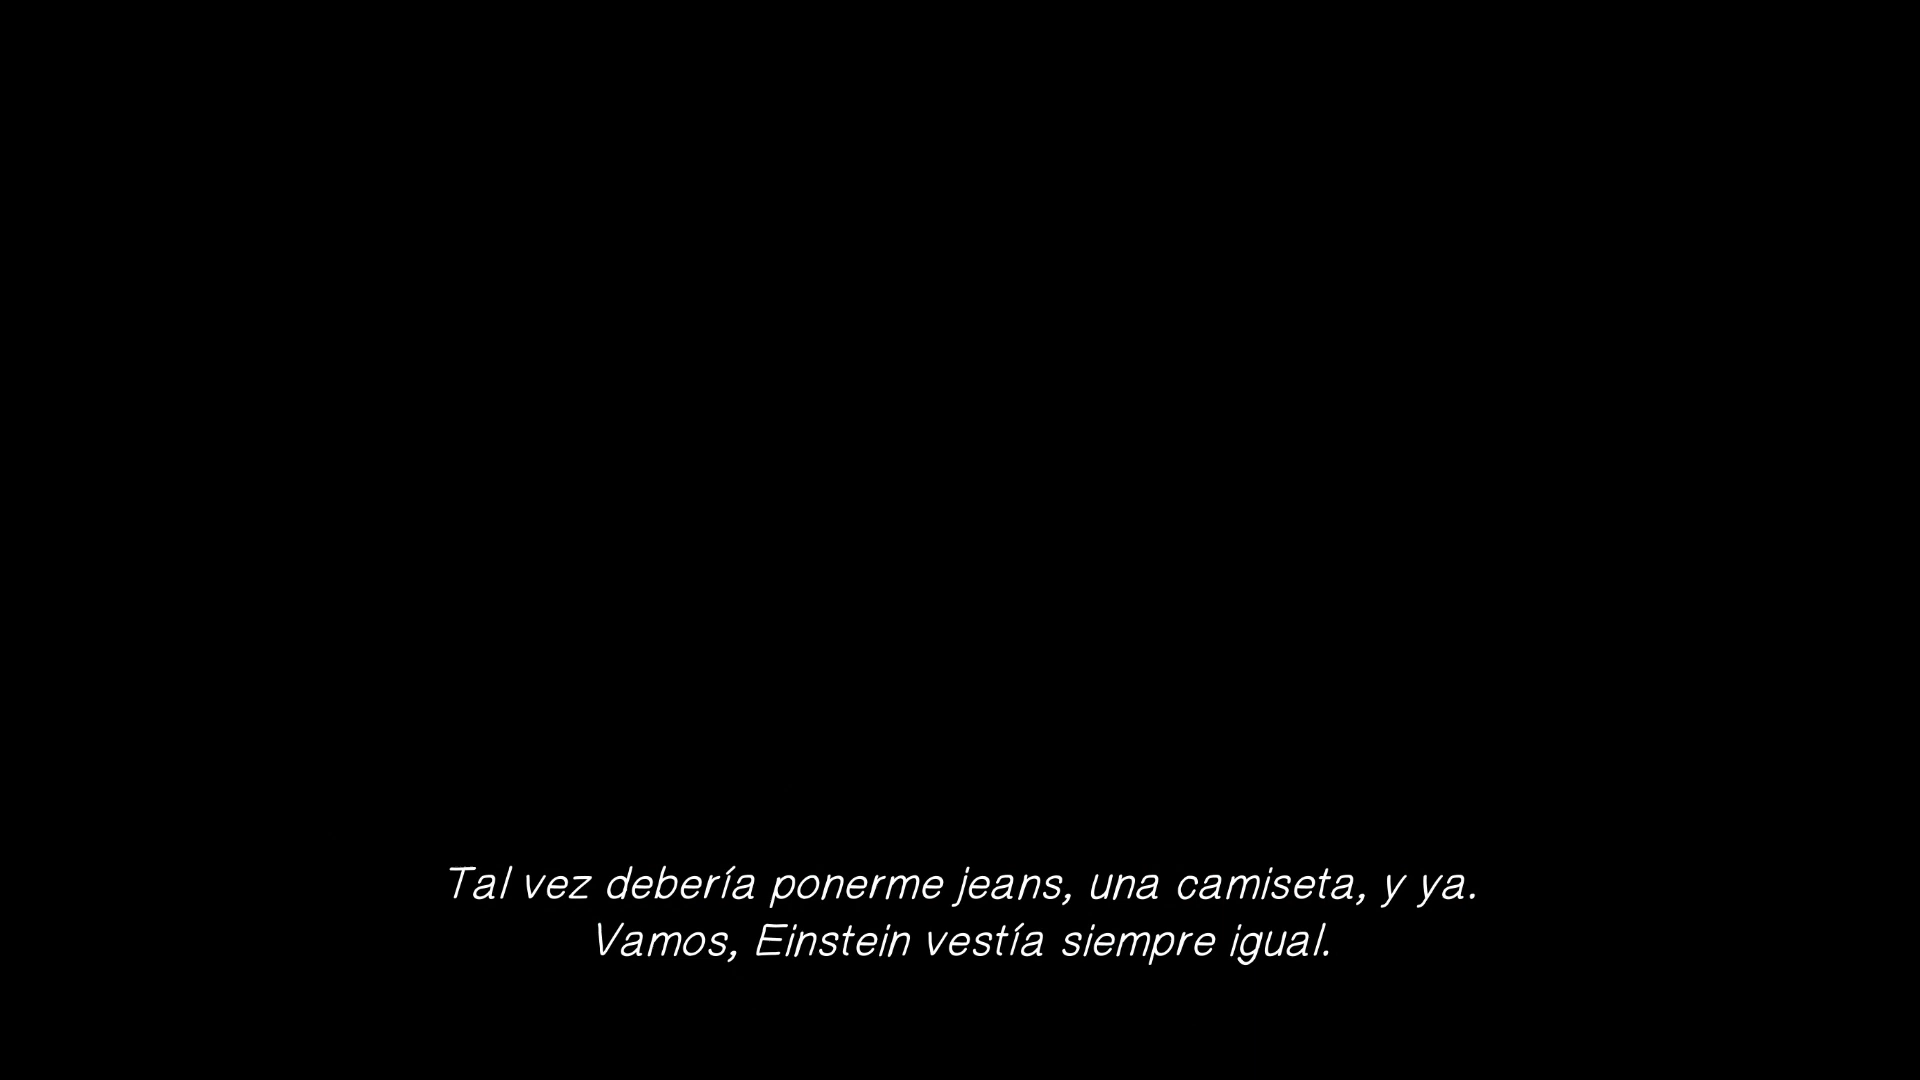 Tal vez debería ponerme jeans, una camiseta, y ya.
Vamos, Einstein vestía siempre igual.